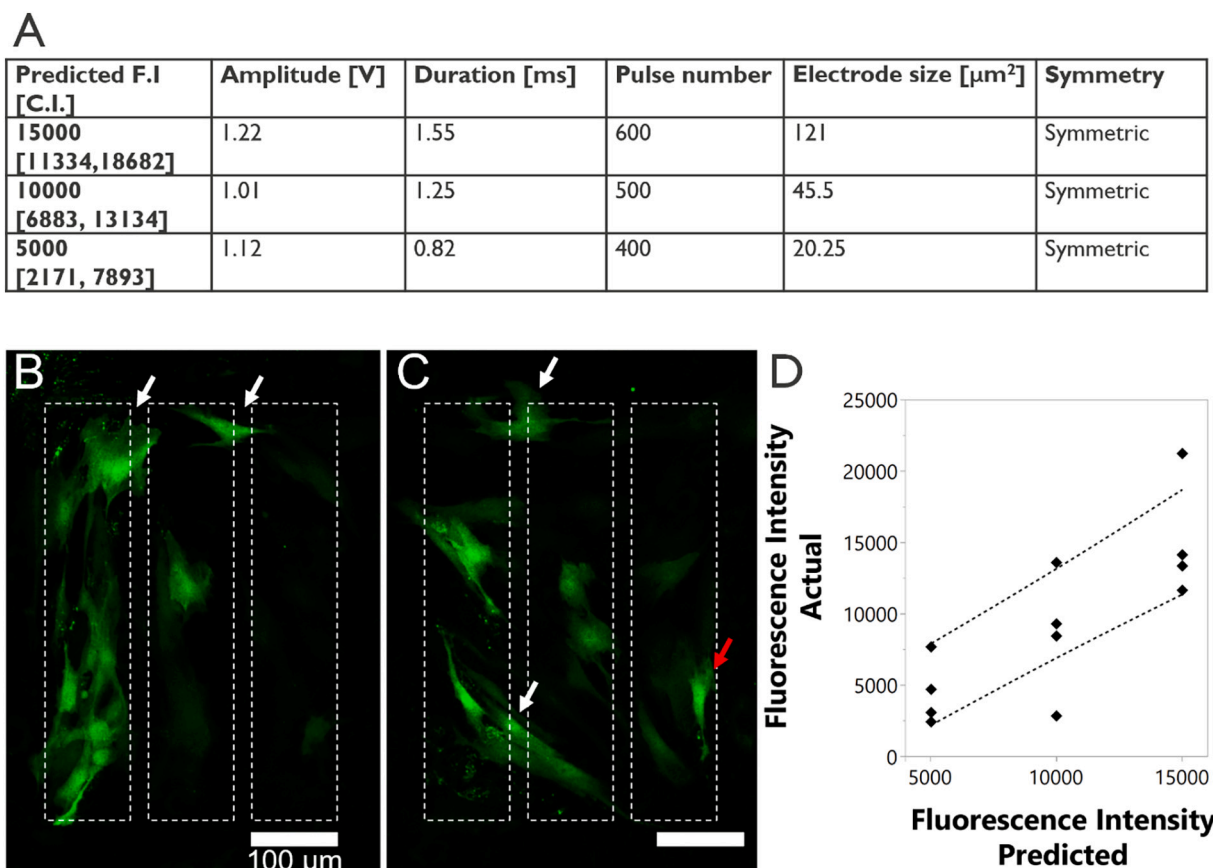 A
Predicted F.I [C.I.] Amplitude [V] Duration [ms] Pulse number Electrode size [μm²] Symmetry
15000 [11334,18682] 1.22 1.55 600 121 Symmetric
10000 [6883, 13134] 1.01 1.25 500 45.5 Symmetric
5000 [2171, 7893] 1.12 0.82 400 20.25 Symmetric
B
100 μm
C
D
Fluorescence Intensity
Actual
25000
20000
15000
10000
5000
0
5000 10000 15000
Fluorescence Intensity
Predicted